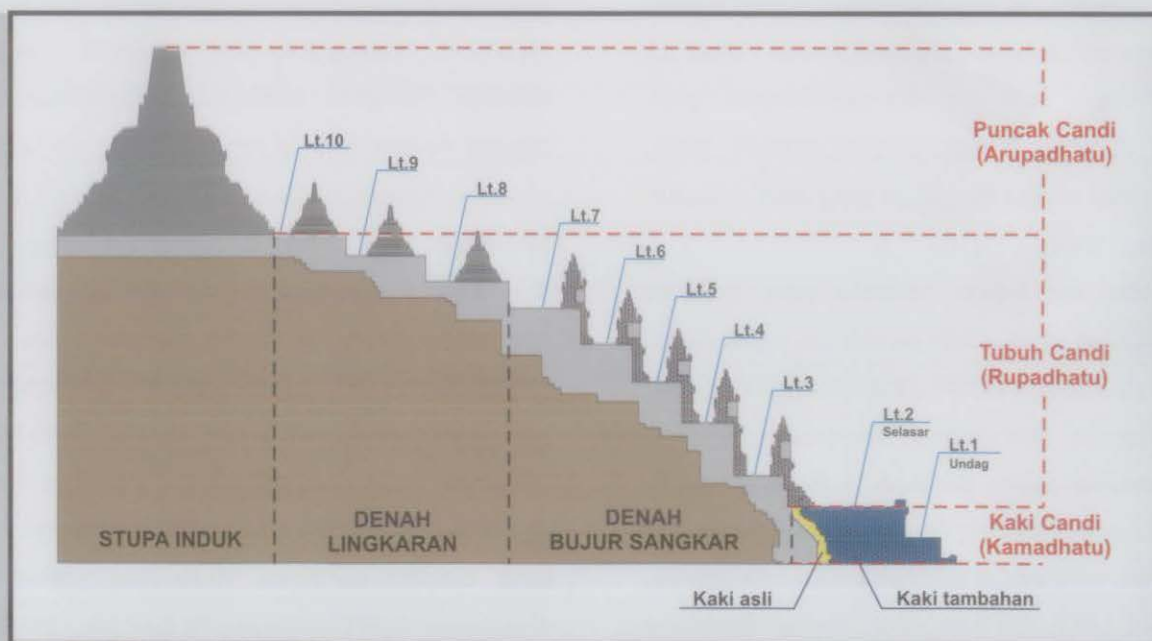 Puncak Candi
(Arupadhatu)
Lt.10
Lt.9
Lt.8
Lt.7
Lt.6
Lt.5
Lt.4
Lt.3
Lt.2
Selasar
Lt.1
Undag
Tubuh Candi
(Rupadhatu)
Kaki Candi
(Kamadhatu)
STUPA INDUK
DENAH
LINGKARAN
DENAH
BUJUR SANGKAR
Kaki asli
Kaki tambahan